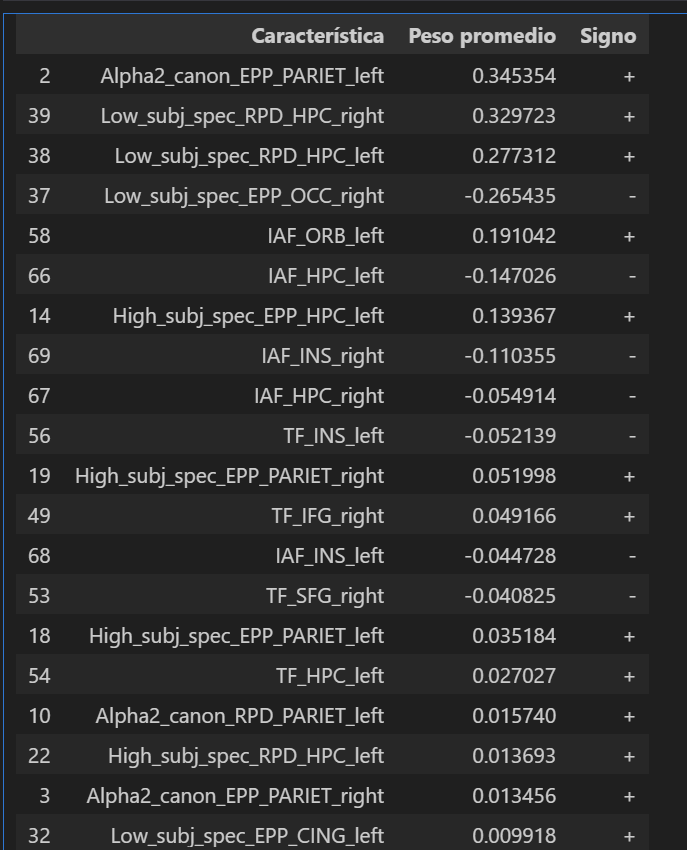 Característica Peso promedio Signo
2 Alpha2_canon_EPP_PARIET_left 0.345354 +
39 Low_subj_spec_RPD_HPC_right 0.329723 +
38 Low_subj_spec_RPD_HPC_left 0.277312 +
37 Low_subj_spec_EPP_OCC_right -0.265435 -
58 IAF_ORB_left 0.191042 +
66 IAF_HPC_left -0.147026 -
14 High_subj_spec_EPP_HPC_left 0.139367 +
69 IAF_INS_right -0.110355 -
67 IAF_HPC_right -0.054914 -
56 TF_INS_left -0.052139 -
19 High_subj_spec_EPP_PARIET_right 0.051998 +
49 TF_IFG_right 0.049166 +
68 IAF_INS_left -0.044728 -
53 TF_SFG_right -0.040825 -
18 High_subj_spec_EPP_PARIET_left 0.035184 +
54 TF_HPC_left 0.027027 +
10 Alpha2_canon_RPD_PARIET_left 0.015740 +
22 High_subj_spec_RPD_HPC_left 0.013693 +
3 Alpha2_canon_EPP_PARIET_right 0.013456 +
32 Low_subj_spec_EPP_CING_left 0.009918 +